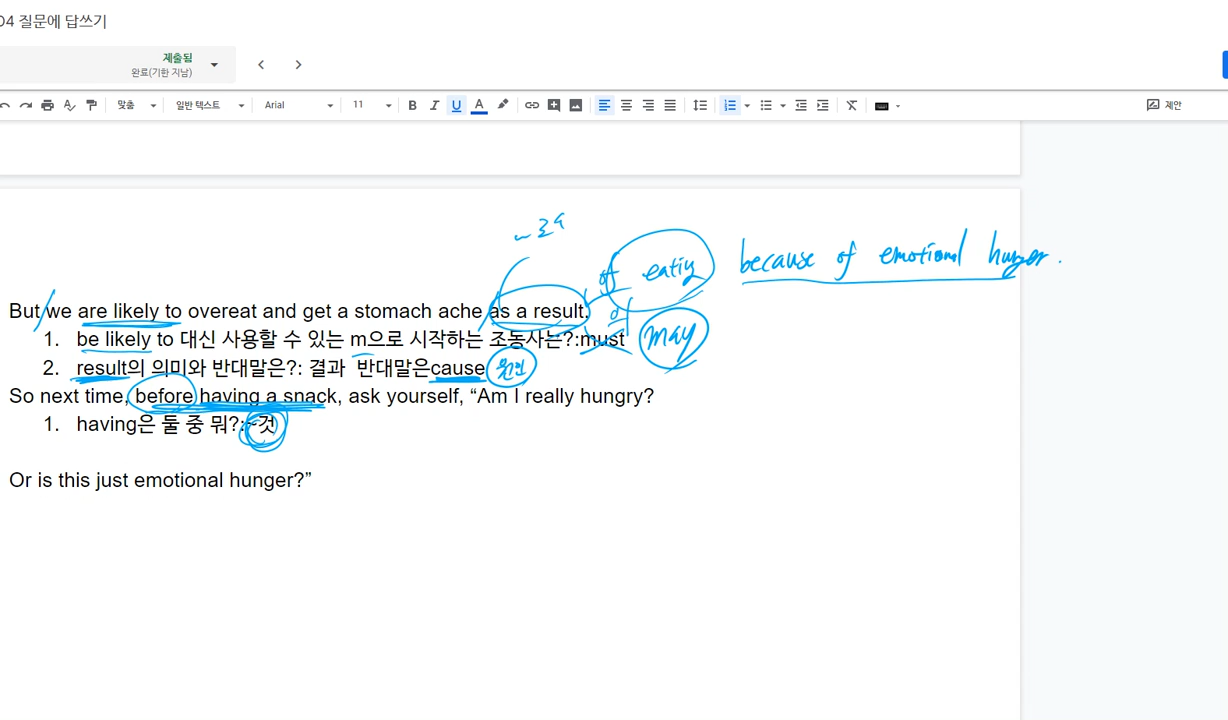 04 질문에 답쓰기
제출됨
완료(기한 지남)
맞춤 일반 텍스트 Arial 11 B I U A 제안
~로서
of eating because of emotional hunger.
But we are likely to overeat and get a stomach ache as a result.
1. be likely to 대신 사용할 수 있는 m으로 시작하는 조동사는?:must may
2. result의 의미와 반대말은?: 결과 반대말은cause 원인
So next time, before having a snack, ask yourself, “Am I really hungry?
1. having은 둘 중 뭐?:~것
Or is this just emotional hunger?”